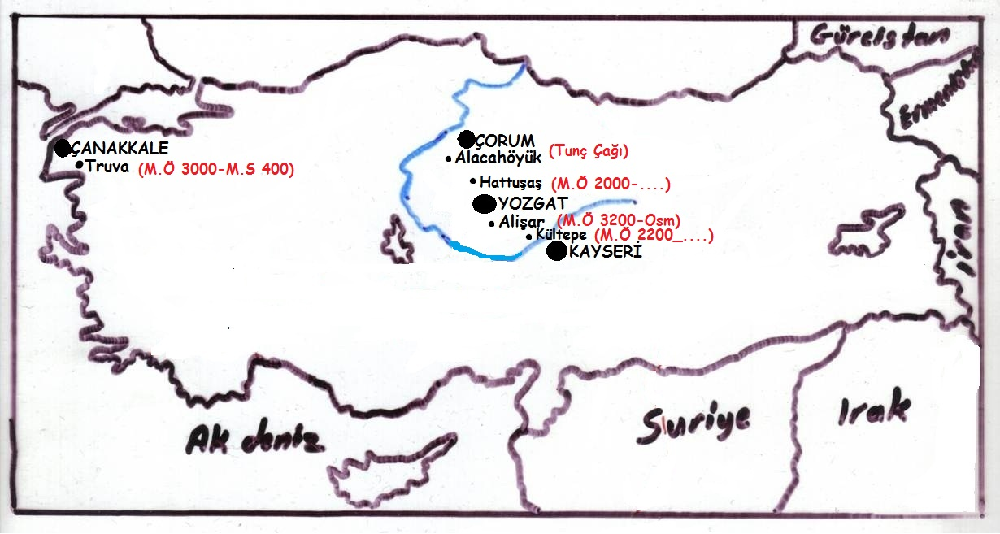 Gürcistan
Ermenistan
ÇORUM
ÇANAKKALE
Alacahöyük (Tunç Çağı)
Truva (M.Ö 3000-M.S 400)
Hattuşaş (M.Ö 2000-....)
YOZGAT
Alişar (M.Ö 3200-Osm)
Kültepe (M.Ö 2200_....)
KAYSERİ
İran
Akdeniz
Suriye
Irak